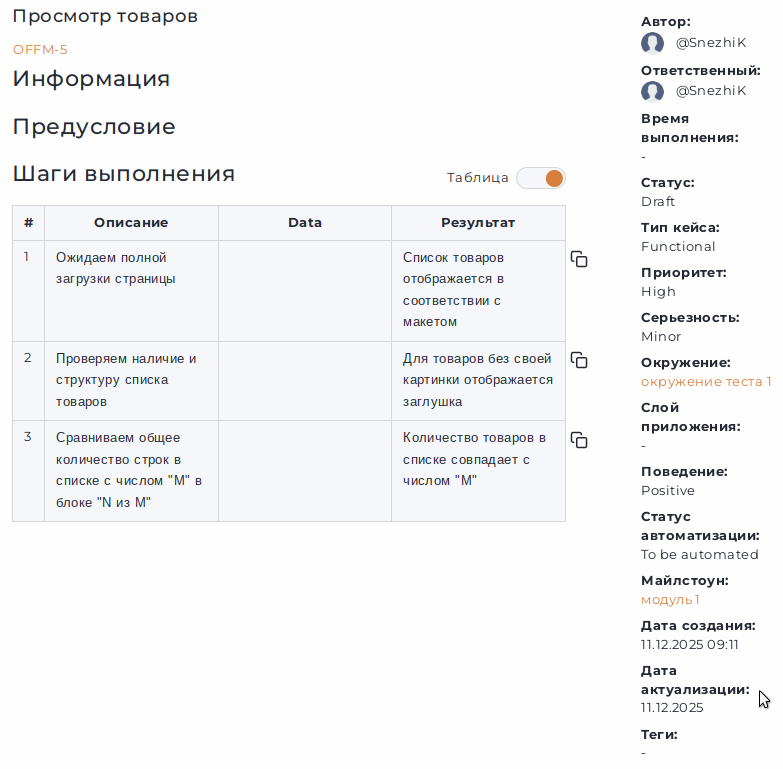 Просмотр товаров
OFFM-5
Информация
Предусловие
Шаги выполнения
Таблица
# Описание Data Результат
1 Ожидаем полной
загрузки страницы
Список товаров
отображается в
соответствии с
макетом
2 Проверяем наличие и
структуру списка
товаров
Для товаров без своей
картинки отображается
заглушка
3 Сравниваем общее
количество строк в
списке с числом "M" в
блоке "N из M"
Количество товаров в
списке совпадает с
числом "M"
Автор:
@SnezhiK
Ответственный:
@SnezhiK
Время
выполнения:
-
Статус:
Draft
Тип кейса:
Functional
Приоритет:
High
Серьезность:
Minor
Окружение:
окружение теста 1
Слой
приложения:
-
Поведение:
Positive
Статус
автоматизации:
To be automated
Майлстоун:
модуль 1
Дата создания:
11.12.2025 09:11
Дата
актуализации:
11.12.2025
Теги:
-